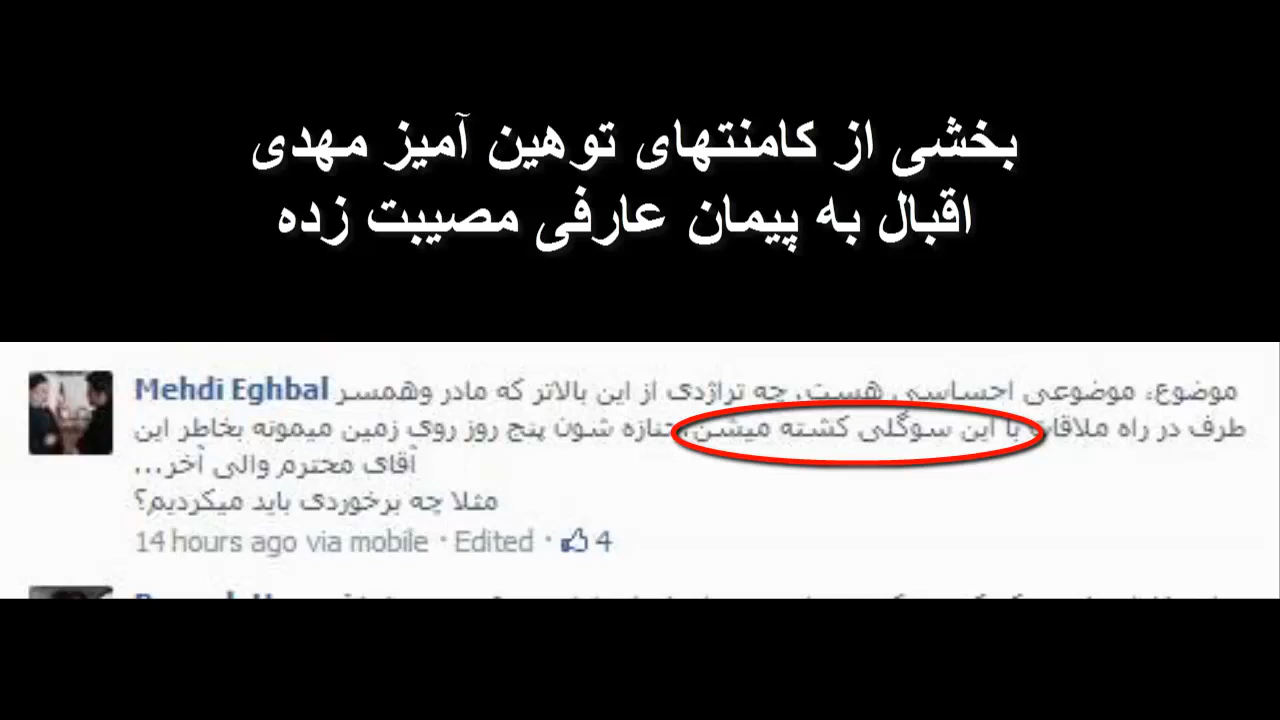 بخشی از کامنتهای توهین آمیز مهدی
اقبال به پیمان عارفی مصیبت زده
Mehdi Eghbal موضوع، موضوعی احساسی هست، چه تراژدی از این بالاتر که مادر وهمسر
طرف در راه ملاقات با این سوگلی کشته میشن، جنازه شون پنج روز روی زمین میمونه بخاطر این
آقای محترم والی آخر...
مثلا چه برخوردی باید میکردیم؟
14 hours ago via mobile · Edited · 4